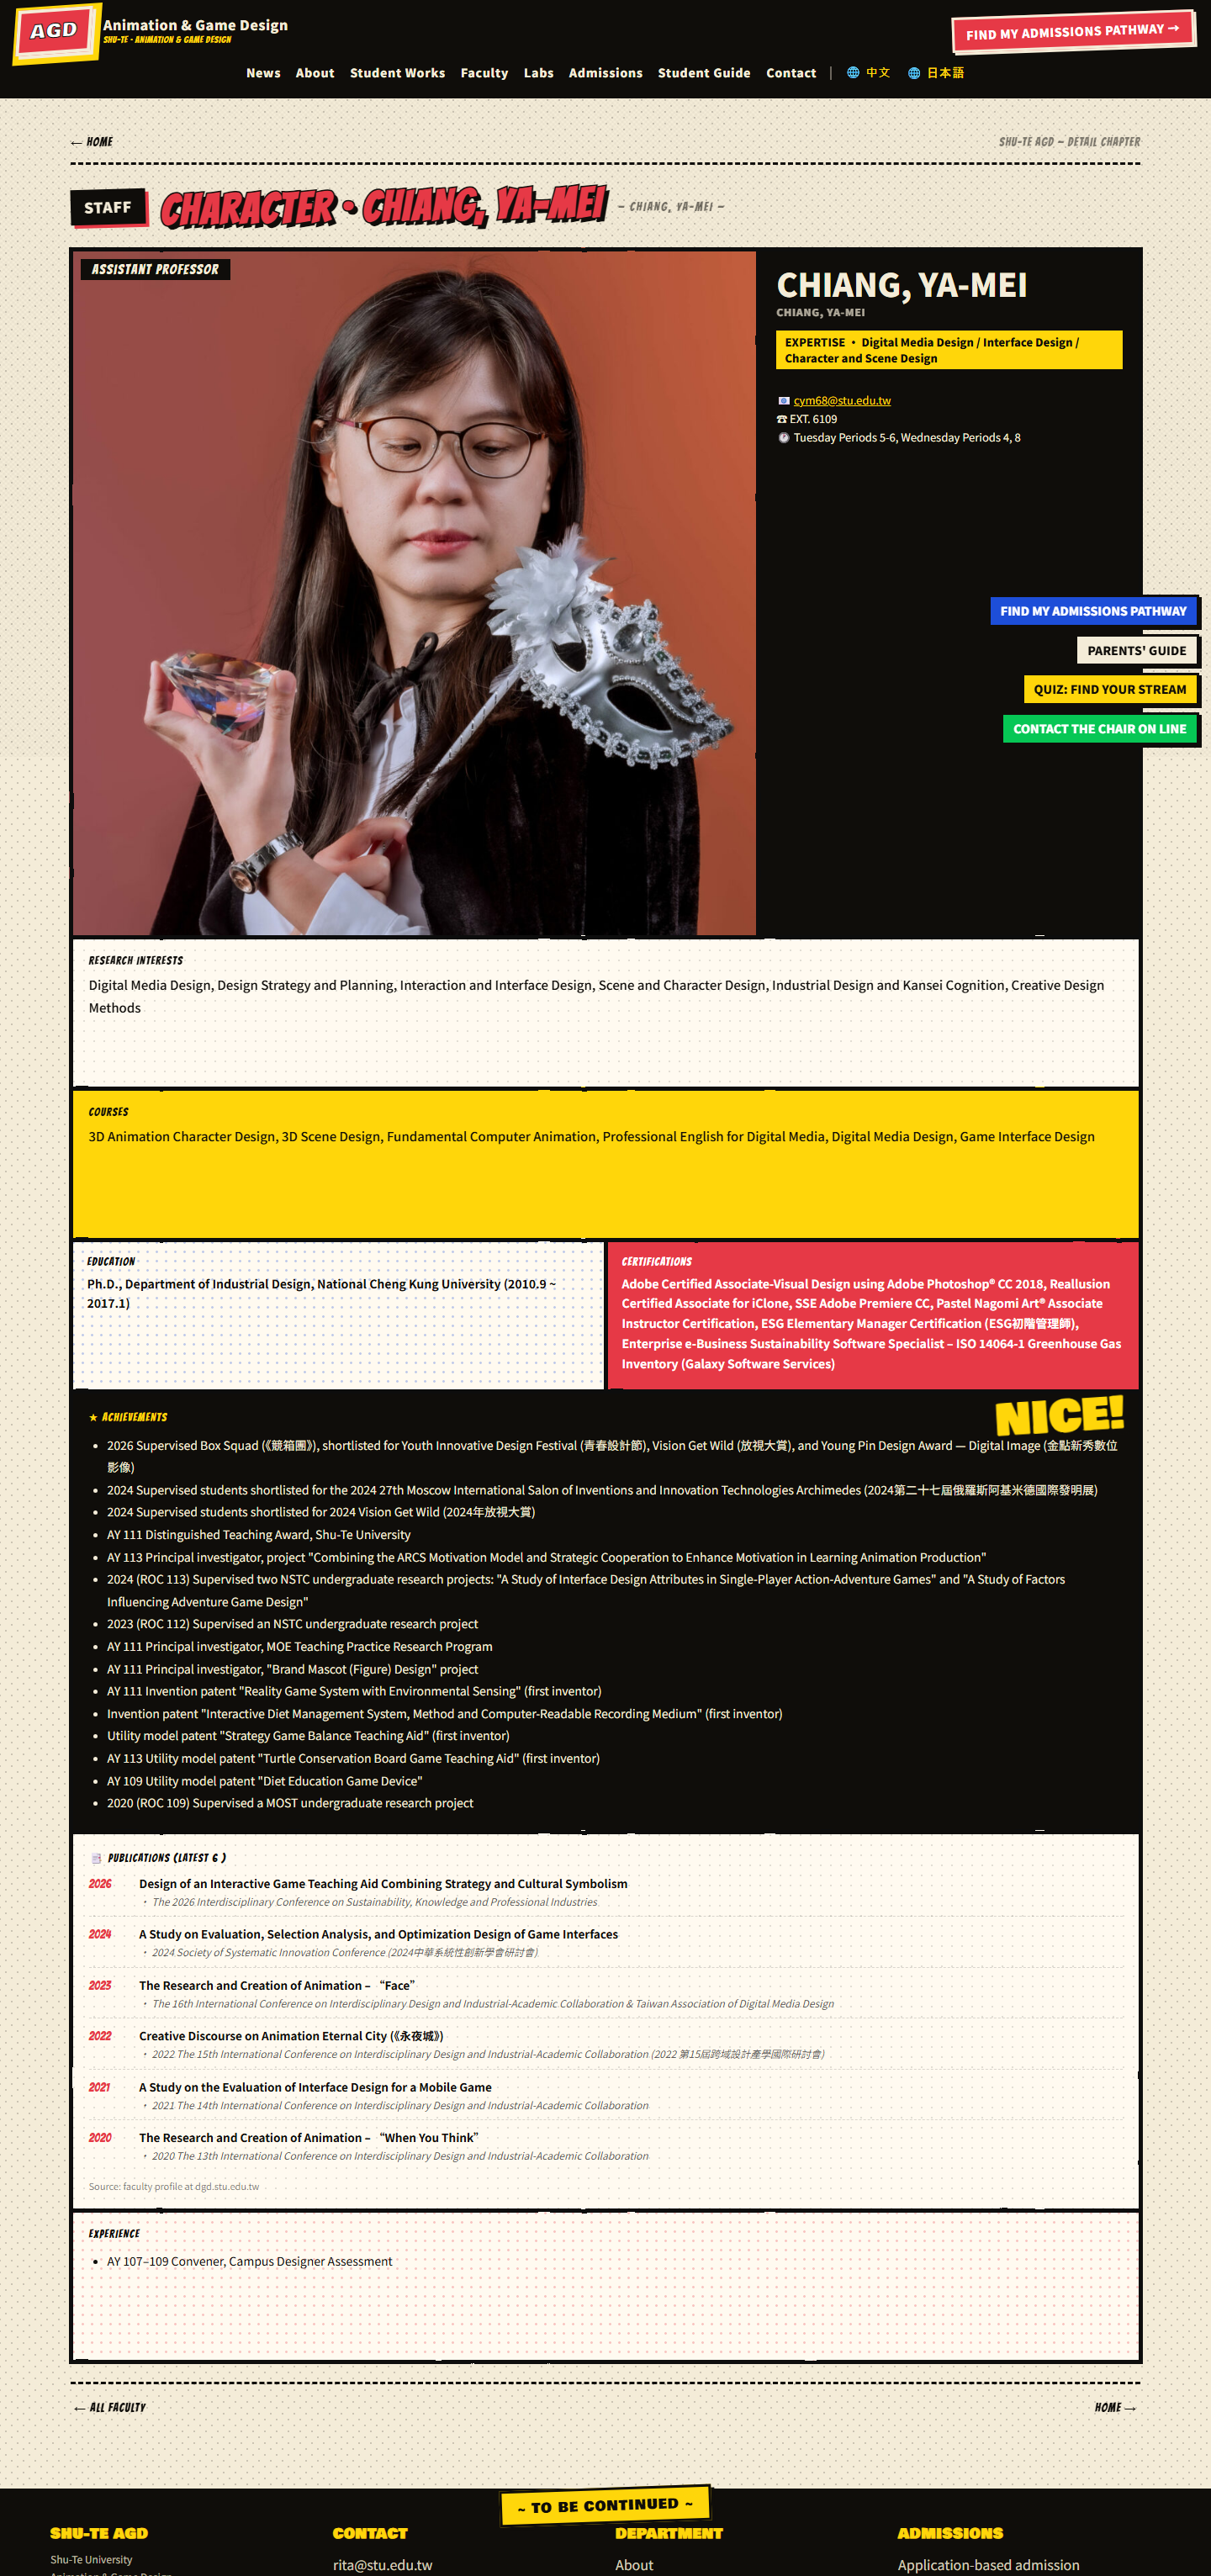 AGD
Animation & Game Design
SHU-TE · ANIMATION & GAME DESIGN
FIND MY ADMISSIONS PATHWAY →
News About Student Works Faculty Labs Admissions Student Guide Contact | 中文 日本語
← HOME
SHU-TE AGD — DETAIL CHAPTER
STAFF
CHARACTER · CHIANG, YA-MEI
— CHIANG, YA-MEI —
ASSISTANT PROFESSOR
CHIANG, YA-MEI
CHIANG, YA-MEI
EXPERTISE ・ Digital Media Design / Interface Design /
Character and Scene Design
cym68@stu.edu.tw
☎ EXT. 6109
Tuesday Periods 5-6, Wednesday Periods 4, 8
FIND MY ADMISSIONS PATHWAY
PARENTS' GUIDE
QUIZ: FIND YOUR STREAM
CONTACT THE CHAIR ON LINE
RESEARCH INTERESTS
Digital Media Design, Design Strategy and Planning, Interaction and Interface Design, Scene and Character Design, Industrial Design and Kansei Cognition, Creative Design
Methods
COURSES
3D Animation Character Design, 3D Scene Design, Fundamental Computer Animation, Professional English for Digital Media, Digital Media Design, Game Interface Design
EDUCATION
Ph.D., Department of Industrial Design, National Cheng Kung University (2010.9 ~
2017.1)
CERTIFICATIONS
Adobe Certified Associate-Visual Design using Adobe Photoshop® CC 2018, Reallusion
Certified Associate for iClone, SSE Adobe Premiere CC, Pastel Nagomi Art® Associate
Instructor Certification, ESG Elementary Manager Certification (ESG初階管理師),
Enterprise e-Business Sustainability Software Specialist – ISO 14064-1 Greenhouse Gas
Inventory (Galaxy Software Services)
★ ACHIEVEMENTS
NICE!
• 2026 Supervised Box Squad (《競箱團》), shortlisted for Youth Innovative Design Festival (青春設計節), Vision Get Wild (放視大賞), and Young Pin Design Award — Digital Image (金點新秀數位
影像)
• 2024 Supervised students shortlisted for the 2024 27th Moscow International Salon of Inventions and Innovation Technologies Archimedes (2024第二十七屆俄羅斯阿基米德國際發明展)
• 2024 Supervised students shortlisted for 2024 Vision Get Wild (2024年放視大賞)
• AY 111 Distinguished Teaching Award, Shu-Te University
• AY 113 Principal investigator, project "Combining the ARCS Motivation Model and Strategic Cooperation to Enhance Motivation in Learning Animation Production"
• 2024 (ROC 113) Supervised two NSTC undergraduate research projects: "A Study of Interface Design Attributes in Single-Player Action-Adventure Games" and "A Study of Factors
Influencing Adventure Game Design"
• 2023 (ROC 112) Supervised an NSTC undergraduate research project
• AY 111 Principal investigator, MOE Teaching Practice Research Program
• AY 111 Principal investigator, "Brand Mascot (Figure) Design" project
• AY 111 Invention patent "Reality Game System with Environmental Sensing" (first inventor)
• Invention patent "Interactive Diet Management System, Method and Computer-Readable Recording Medium" (first inventor)
• Utility model patent "Strategy Game Balance Teaching Aid" (first inventor)
• AY 113 Utility model patent "Turtle Conservation Board Game Teaching Aid" (first inventor)
• AY 109 Utility model patent "Diet Education Game Device"
• 2020 (ROC 109) Supervised a MOST undergraduate research project
PUBLICATIONS (LATEST 6 )
2026 Design of an Interactive Game Teaching Aid Combining Strategy and Cultural Symbolism
・ The 2026 Interdisciplinary Conference on Sustainability, Knowledge and Professional Industries
2024 A Study on Evaluation, Selection Analysis, and Optimization Design of Game Interfaces
・ 2024 Society of Systematic Innovation Conference (2024中華系統性創新學會研討會)
2023 The Research and Creation of Animation – “Face”
・ The 16th International Conference on Interdisciplinary Design and Industrial-Academic Collaboration & Taiwan Association of Digital Media Design
2022 Creative Discourse on Animation Eternal City (《永夜城》)
・ 2022 The 15th International Conference on Interdisciplinary Design and Industrial-Academic Collaboration (2022 第15屆跨域設計產學國際研討會)
2021 A Study on the Evaluation of Interface Design for a Mobile Game
・ 2021 The 14th International Conference on Interdisciplinary Design and Industrial-Academic Collaboration
2020 The Research and Creation of Animation – “When You Think”
・ 2020 The 13th International Conference on Interdisciplinary Design and Industrial-Academic Collaboration
Source: faculty profile at dgd.stu.edu.tw
EXPERIENCE
• AY 107–109 Convener, Campus Designer Assessment
← ALL FACULTY
HOME →
~ TO BE CONTINUED ~
SHU-TE AGD CONTACT DEPARTMENT ADMISSIONS
Shu-Te University
rita@stu.edu.tw About Application-based admission